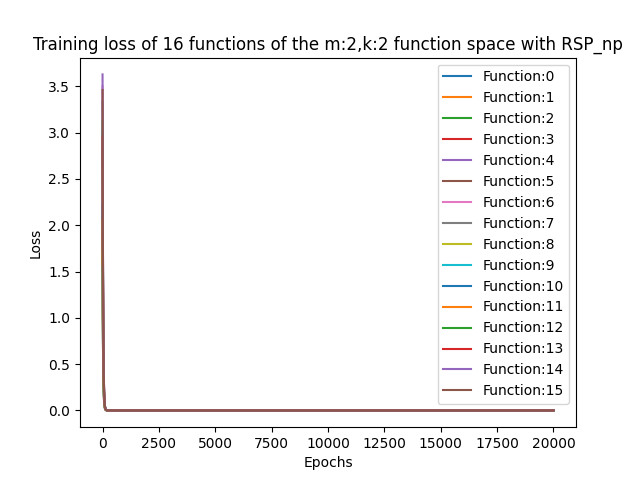 Training loss of 16 functions of the m:2,k:2 function space with RSP_np
3.5
3.0
2.5
2.0
1.5
1.0
0.5
0.0
Loss
Function:0
Function:1
Function:2
Function:3
Function:4
Function:5
Function:6
Function:7
Function:8
Function:9
Function:10
Function:11
Function:12
Function:13
Function:14
Function:15
0 2500 5000 7500 10000 12500 15000 17500 20000
Epochs